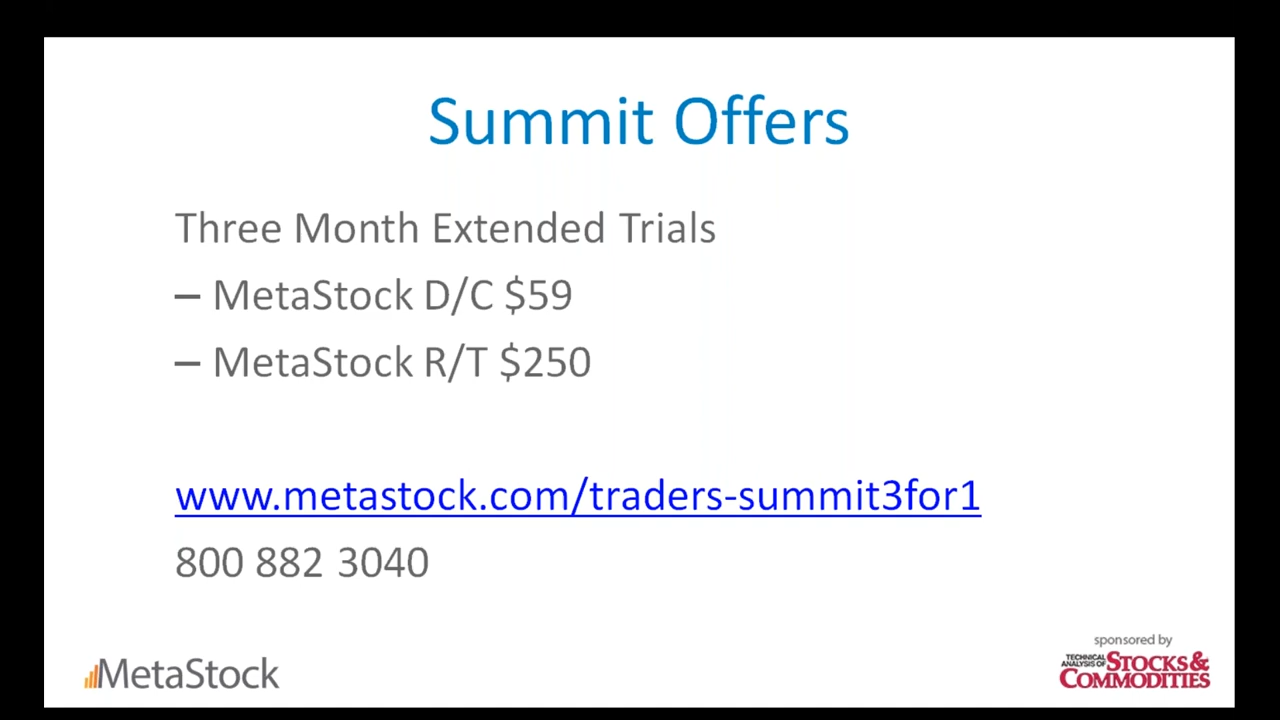 Summit Offers
Three Month Extended Trials
– MetaStock D/C $59
– MetaStock R/T $250
www.metastock.com/traders-summit3for1
800 882 3040
MetaStock
sponsored by
TECHNICAL
ANALYSIS OF
STOCKS &
COMMODITIES